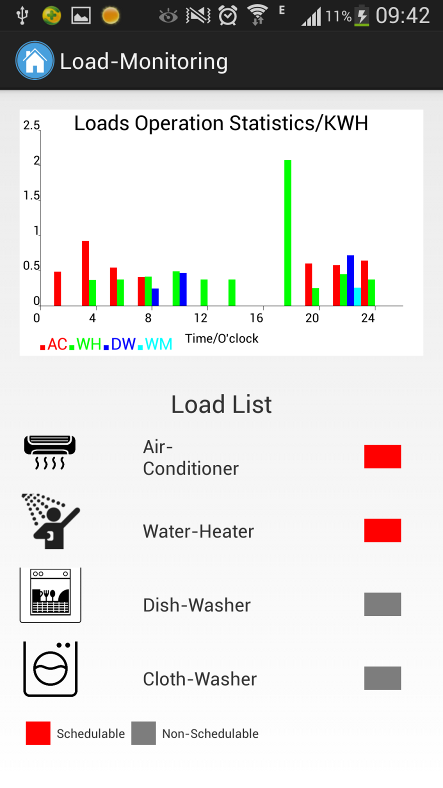 E 11% 09:42
Load-Monitoring
Loads Operation Statistics/KWH
2.5
2
1.5
1
0.5
0
0 4 8 12 16 20 24
Time/O'clock
AC WH DW WM
Load List
Air-
Conditioner
Water-Heater
Dish-Washer
Cloth-Washer
Schedulable Non-Schedulable